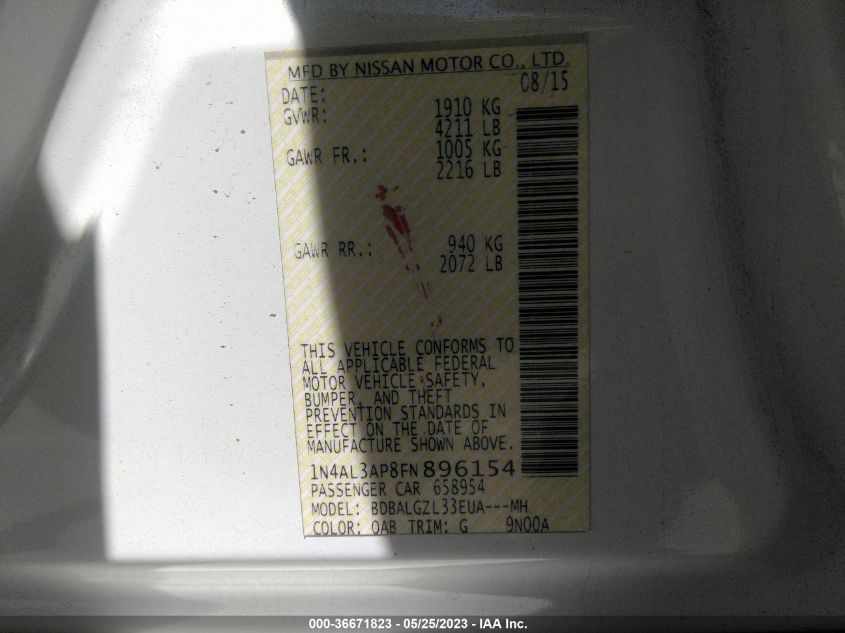 MFD BY NISSAN MOTOR CO., LTD.
DATE: 08/15
GVWR: 1910 KG
4211 LB
GAWR FR.: 1005 KG
2216 LB
GAWR RR.: 940 KG
2072 LB
THIS VEHICLE CONFORMS TO
ALL APPLICABLE FEDERAL
MOTOR VEHICLE SAFETY,
BUMPER, AND THEFT
PREVENTION STANDARDS IN
EFFECT ON THE DATE OF
MANUFACTURE SHOWN ABOVE.
1N4AL3AP8FN896154
PASSENGER CAR 658954
MODEL: BDBALGZL33EUA---MH
COLOR: QAB TRIM: G 9N00A
000-36671823 - 05/25/2023 - IAA Inc.